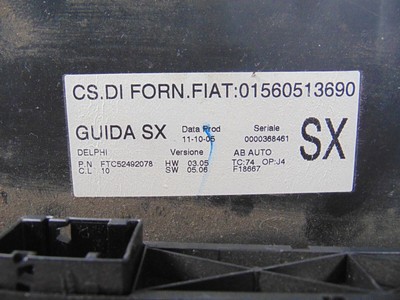 CS.DI FORN.FIAT:01560513690
GUIDA SX Data Prod Seriale SX
11-10-05 0000368461
DELPHI Versione AB AUTO
P.N FTC52492078 HW 03.05 TC:74 OP:J4
C.L 10 SW 05.06 F18667